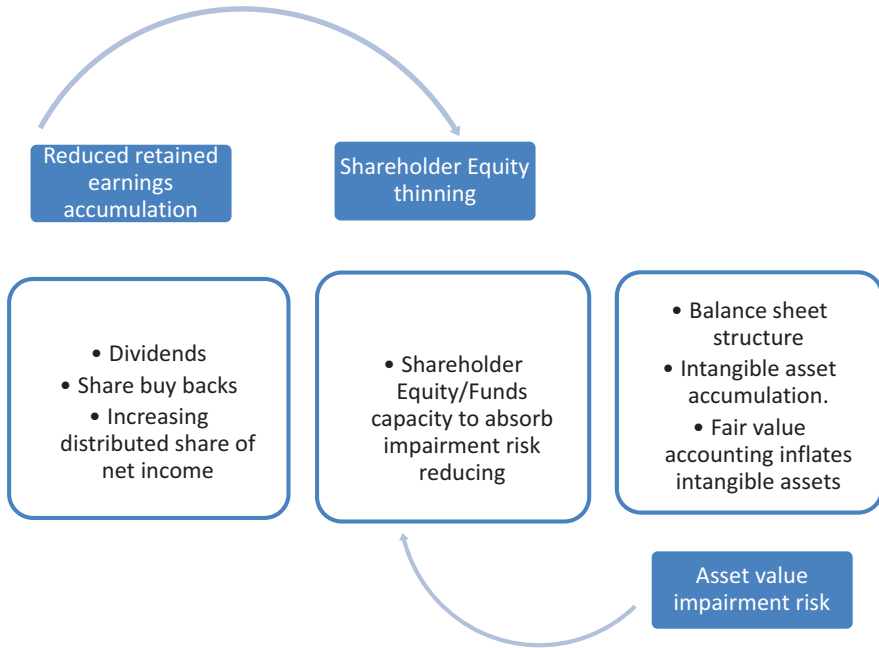 Reduced retained
earnings
accumulation
Shareholder Equity
thinning
• Dividends
• Share buy backs
• Increasing
distributed share of
net income
• Shareholder
Equity/Funds
capacity to absorb
impairment risk
reducing
• Balance sheet
structure
• Intangible asset
accumulation.
• Fair value
accounting inflates
intangible assets
Asset value
impairment risk